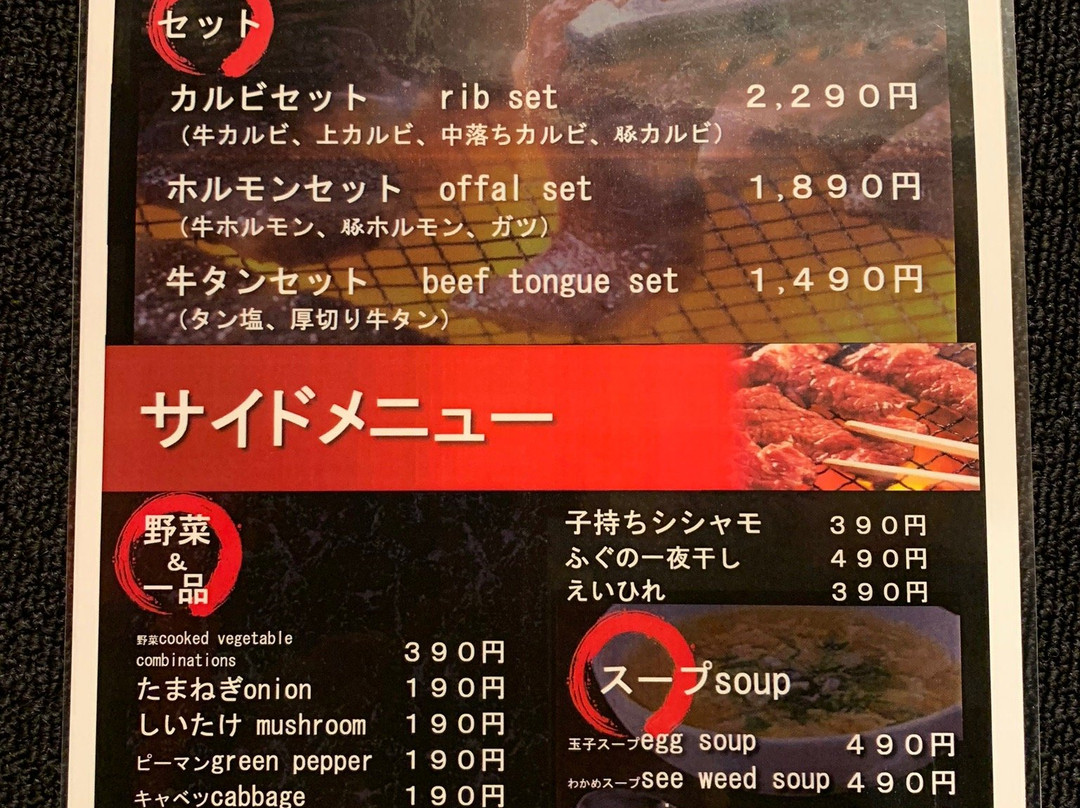 セット
カルビセット rib set 2,290円
（牛カルビ、上カルビ、中落ちカルビ、豚カルビ）
ホルモンセット offal set 1,890円
（牛ホルモン、豚ホルモン、ガツ）
牛タンセット beef tongue set 1,490円
（タン塩、厚切り牛タン）
サイドメニュー
野菜
&
一品
野菜cooked vegetable
combinations 390円
たまねぎonion 190円
しいたけ mushroom 190円
ピーマンgreen pepper 190円
キャベツcabbage 190円
子持ちシシャモ 390円
ふぐの一夜干し 490円
えいひれ 390円
スープsoup
玉子スープegg soup 490円
わかめスープsee weed soup 490円